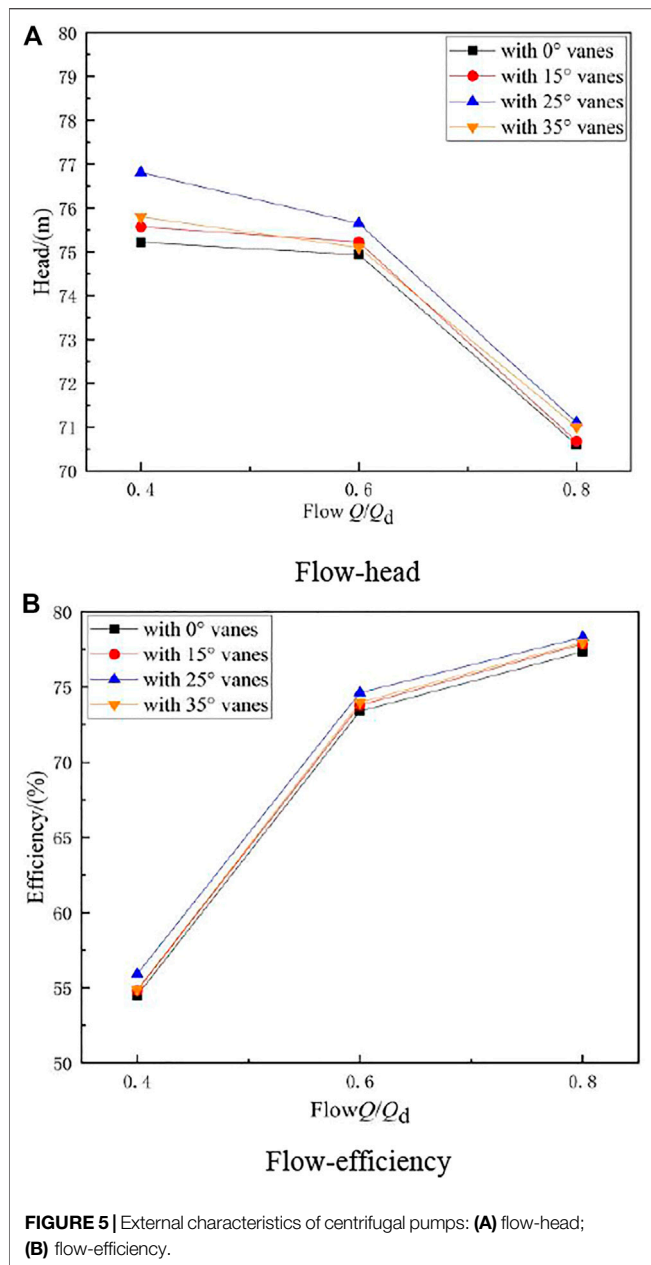 A
80
79
78
77
76
75
74
73
72
71
70
Head/(m)
with 0° vanes
with 15° vanes
with 25° vanes
with 35° vanes
0.4 0.6 0.8
Flow Q/Qd
Flow-head
B
80
75
70
65
60
55
50
Efficiency/(%)
with 0° vanes
with 15° vanes
with 25° vanes
with 35° vanes
0.4 0.6 0.8
FlowQ/Qd
Flow-efficiency
FIGURE 5 | External characteristics of centrifugal pumps: (A) flow-head;
(B) flow-efficiency.